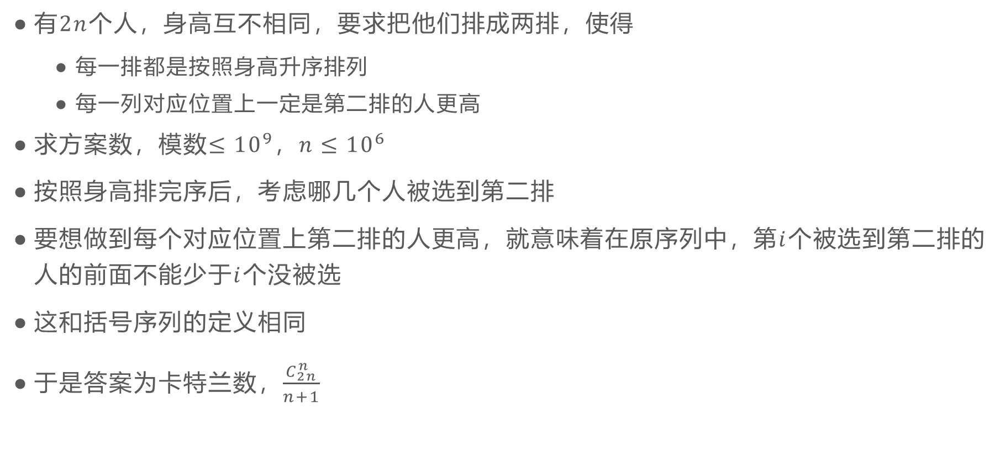 • 有2n个人，身高互不相同，要求把他们排成两排，使得
• 每一排都是按照身高升序排列
• 每一列对应位置上一定是第二排的人更高
• 求方案数，模数≤ 10⁹，n ≤ 10⁶
• 按照身高排完序后，考虑哪几个人被选到第二排
• 要想做到每个对应位置上第二排的人更高，就意味着在原序列中，第i个被选到第二排的
人的前面不能少于i个没被选
• 这和括号序列的定义相同
• 于是答案为卡特兰数，$\frac{C_{2n}^{n}}{n+1}$